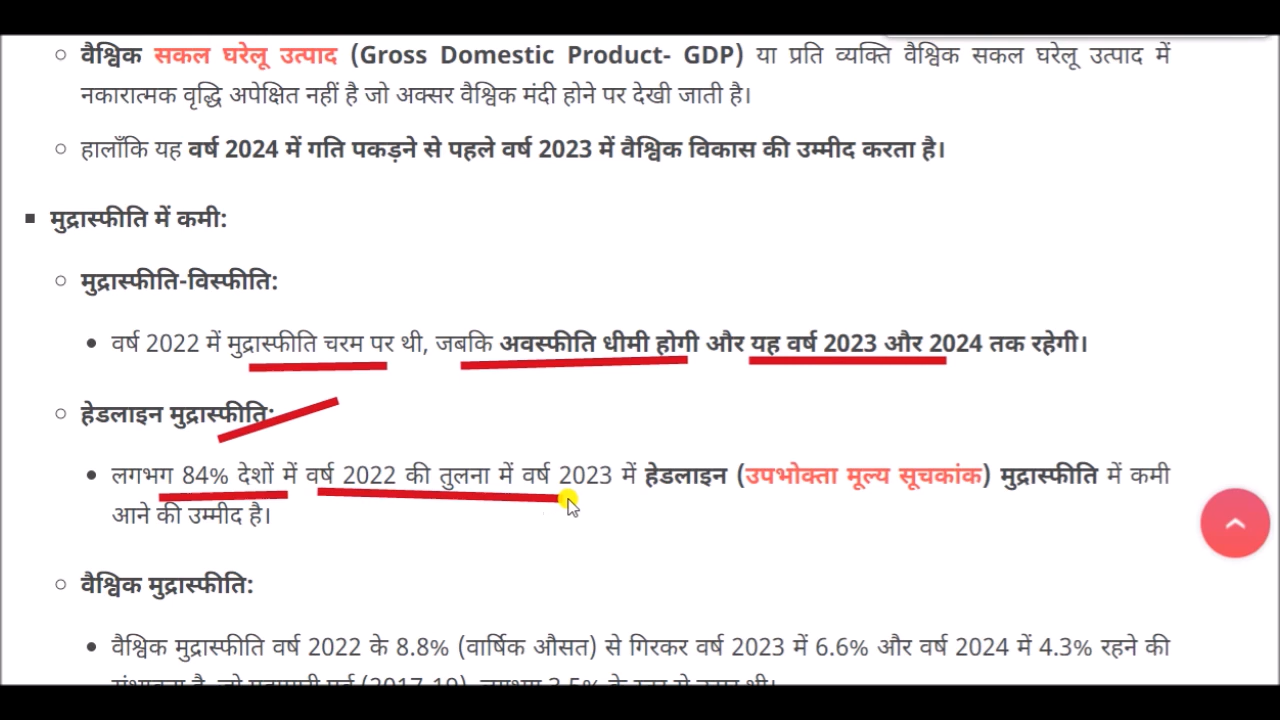 वैश्विक सकल घरेलू उत्पाद (Gross Domestic Product- GDP) या प्रति व्यक्ति वैश्विक सकल घरेलू उत्पाद में
नकारात्मक वृद्धि अपेक्षित नहीं है जो अक्सर वैश्विक मंदी होने पर देखी जाती है।
हालाँकि यह वर्ष 2024 में गति पकड़ने से पहले वर्ष 2023 में वैश्विक विकास की उम्मीद करता है।
मुद्रास्फीति में कमी:
मुद्रास्फीति-विस्फीति:
वर्ष 2022 में मुद्रास्फीति चरम पर थी, जबकि अवस्फीति धीमी होगी और यह वर्ष 2023 और 2024 तक रहेगी।
हेडलाइन मुद्रास्फीति:
लगभग 84% देशों में वर्ष 2022 की तुलना में वर्ष 2023 में हेडलाइन (उपभोक्ता मूल्य सूचकांक) मुद्रास्फीति में कमी
आने की उम्मीद है।
वैश्विक मुद्रास्फीति:
वैश्विक मुद्रास्फीति वर्ष 2022 के 8.8% (वार्षिक औसत) से गिरकर वर्ष 2023 में 6.6% और वर्ष 2024 में 4.3% रहने की